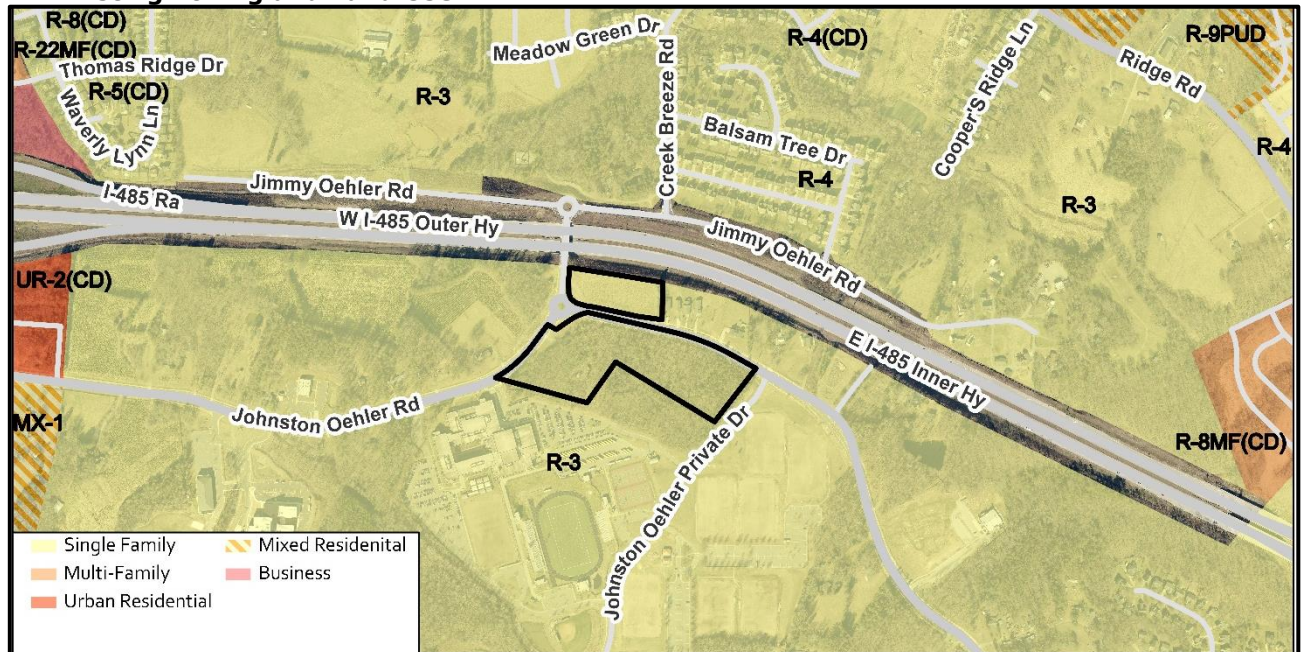 R-8(CD)
R-22MF(CD)
Thomas Ridge Dr
R-5(CD)
Waverly Lynn Ln
R-3
Meadow Green Dr
Creek Breeze Rd
R-4(CD)
Balsam Tree Dr
R-4
Cooper'S Ridge Ln
Ridge Rd
R-9PUD
R-4
R-3
I-485 Ra
Jimmy Oehler Rd
W I-485 Outer Hy
Jimmy Oehler Rd
E I-485 Inner Hy
UR-2(CD)
MX-1
Johnston Oehler Rd
R-3
Johnston Oehler Private Dr
R-8MF(CD)
Single Family
Mixed Residenital
Multi-Family
Business
Urban Residential